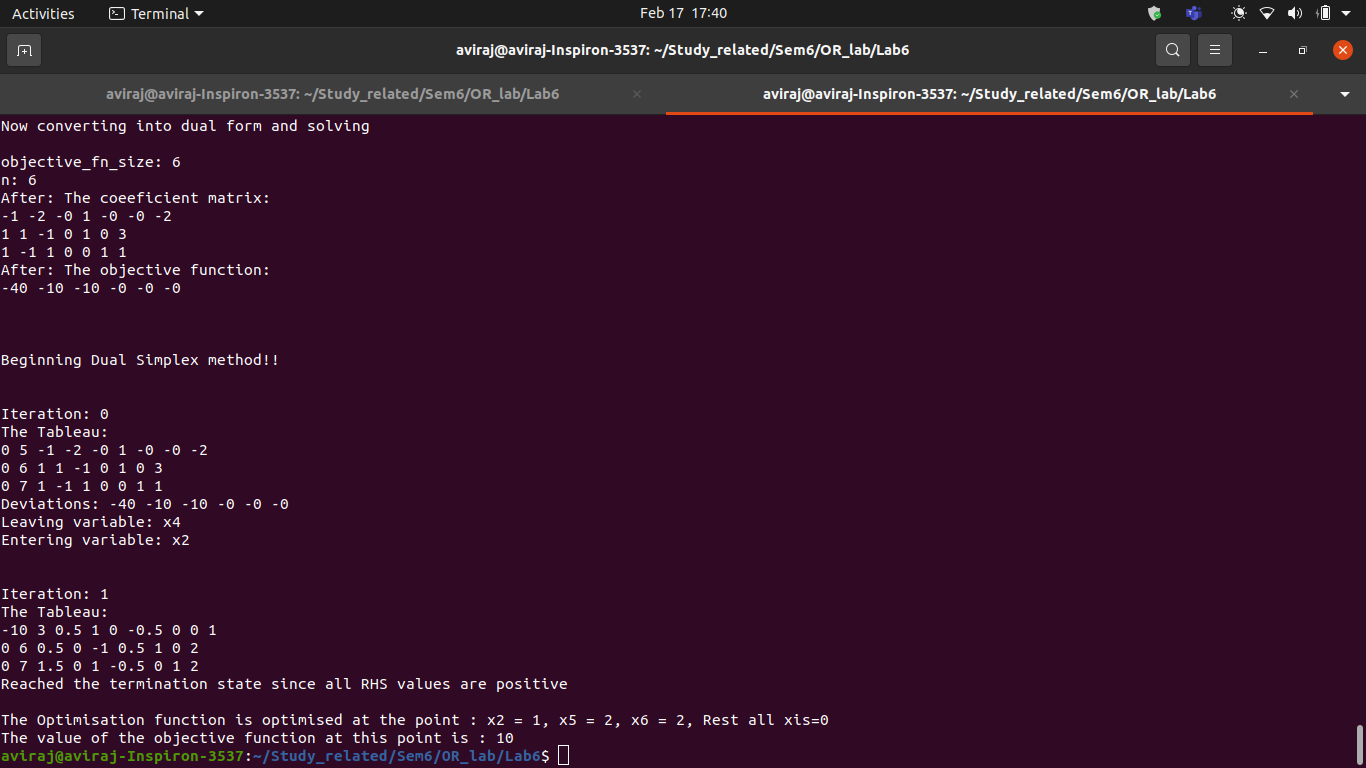 Activities Terminal Feb 17 17:40
aviraj@aviraj-Inspiron-3537: ~/Study_related/Sem6/OR_lab/Lab6
aviraj@aviraj-Inspiron-3537: ~/Study_related/Sem6/OR_lab/Lab6 aviraj@aviraj-Inspiron-3537: ~/Study_related/Sem6/OR_lab/Lab6
Now converting into dual form and solving
objective_fn_size: 6
n: 6
After: The coeeficient matrix:
-1 -2 -0 1 -0 -0 -2
1 1 -1 0 1 0 3
1 -1 1 0 0 1 1
After: The objective function:
-40 -10 -10 -0 -0 -0
Beginning Dual Simplex method!!
Iteration: 0
The Tableau:
0 5 -1 -2 -0 1 -0 -0 -2
0 6 1 1 -1 0 1 0 3
0 7 1 -1 1 0 0 1 1
Deviations: -40 -10 -10 -0 -0 -0
Leaving variable: x4
Entering variable: x2
Iteration: 1
The Tableau:
-10 3 0.5 1 0 -0.5 0 0 1
0 6 0.5 0 -1 0.5 1 0 2
0 7 1.5 0 1 -0.5 0 1 2
Reached the termination state since all RHS values are positive
The Optimisation function is optimised at the point : x2 = 1, x5 = 2, x6 = 2, Rest all xis=0
The value of the objective function at this point is : 10
aviraj@aviraj-Inspiron-3537:~/Study_related/Sem6/OR_lab/Lab6$